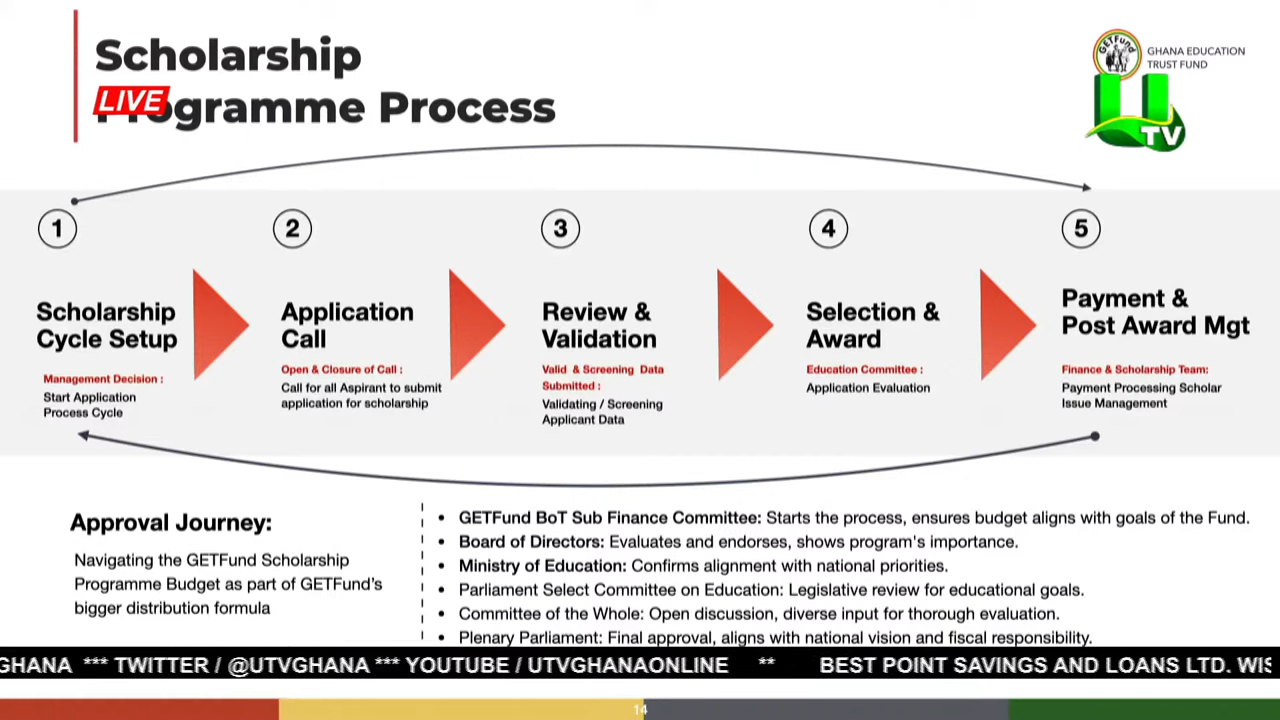 Scholarship
LIVE
Programme Process
GETFund
GHANA EDUCATION
TRUST FUND
U
TV
1
2
3
4
5
Scholarship
Cycle Setup
Management Decision :
Start Application
Process Cycle
Application
Call
Open & Closure of Call :
Call for all Aspirant to submit
application for scholarship
Review &
Validation
Valid & Screening Data
Submitted :
Validating / Screening
Applicant Data
Selection &
Award
Education Committee :
Application Evaluation
Payment &
Post Award Mgt
Finance & Scholarship Team:
Payment Processing Scholar
Issue Management
Approval Journey:
Navigating the GETFund Scholarship
Programme Budget as part of GETFund's
bigger distribution formula
• GETFund BoT Sub Finance Committee: Starts the process, ensures budget aligns with goals of the Fund.
• Board of Directors: Evaluates and endorses, shows program's importance.
• Ministry of Education: Confirms alignment with national priorities.
• Parliament Select Committee on Education: Legislative review for educational goals.
• Committee of the Whole: Open discussion, diverse input for thorough evaluation.
• Plenary Parliament: Final approval, aligns with national vision and fiscal responsibility.
GHANA *** TWITTER / @UTVGHANA *** YOUTUBE / UTVGHANAONLINE ** BEST POINT SAVINGS AND LOANS LTD. WIS
14